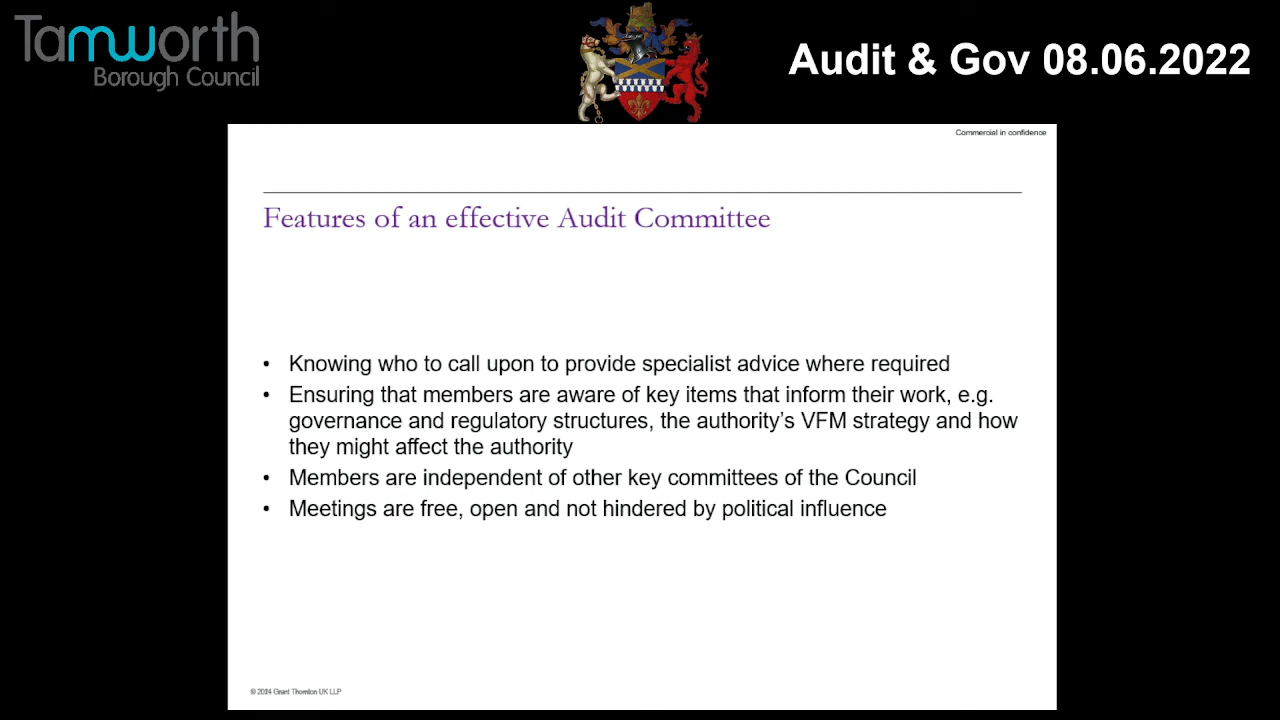 Tamworth
Borough Council
Audit & Gov 08.06.2022
Commercial in confidence
Features of an effective Audit Committee
• Knowing who to call upon to provide specialist advice where required
• Ensuring that members are aware of key items that inform their work, e.g.
governance and regulatory structures, the authority's VFM strategy and how
they might affect the authority
• Members are independent of other key committees of the Council
• Meetings are free, open and not hindered by political influence
© 2014 Grant Thornton UK LLP